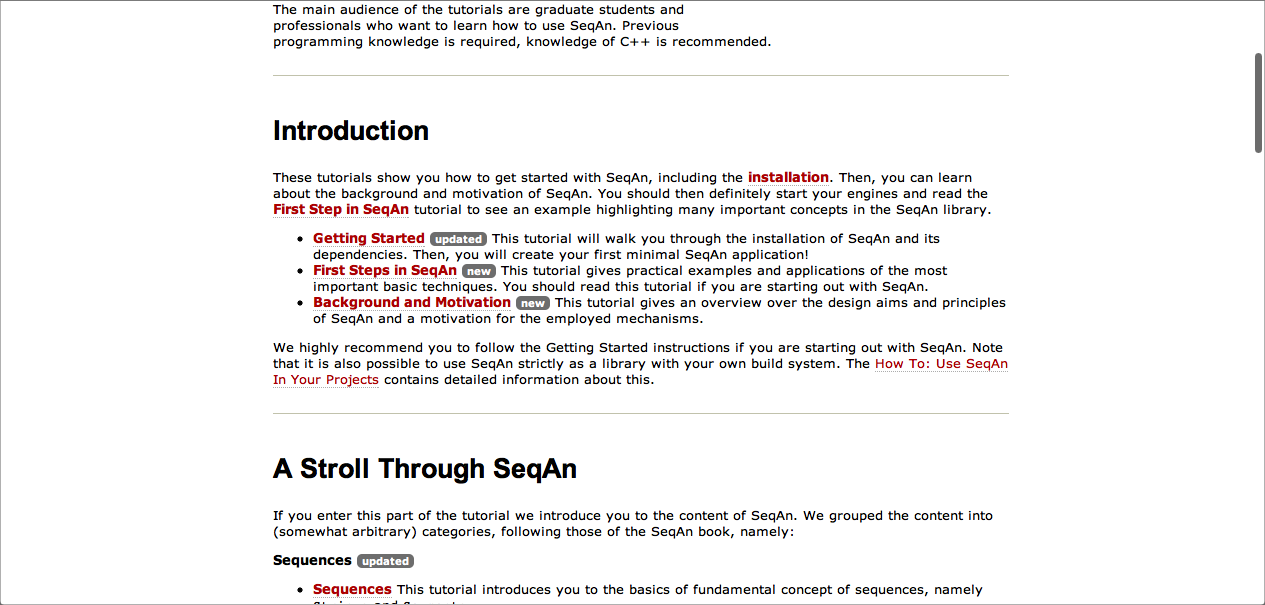 The main audience of the tutorials are graduate students and
professionals who want to learn how to use SeqAn. Previous
programming knowledge is required, knowledge of C++ is recommended.
Introduction
These tutorials show you how to get started with SeqAn, including the installation. Then, you can learn
about the background and motivation of SeqAn. You should then definitely start your engines and read the
First Step in SeqAn tutorial to see an example highlighting many important concepts in the SeqAn library.
• Getting Started updated This tutorial will walk you through the installation of SeqAn and its
dependencies. Then, you will create your first minimal SeqAn application!
• First Steps in SeqAn new This tutorial gives practical examples and applications of the most
important basic techniques. You should read this tutorial if you are starting out with SeqAn.
• Background and Motivation new This tutorial gives an overview over the design aims and principles
of SeqAn and a motivation for the employed mechanisms.
We highly recommend you to follow the Getting Started instructions if you are starting out with SeqAn. Note
that it is also possible to use SeqAn strictly as a library with your own build system. The How To: Use SeqAn
In Your Projects contains detailed information about this.
A Stroll Through SeqAn
If you enter this part of the tutorial we introduce you to the content of SeqAn. We grouped the content into
(somewhat arbitrary) categories, following those of the SeqAn book, namely:
Sequences updated
• Sequences This tutorial introduces you to the basics of fundamental concept of sequences, namely